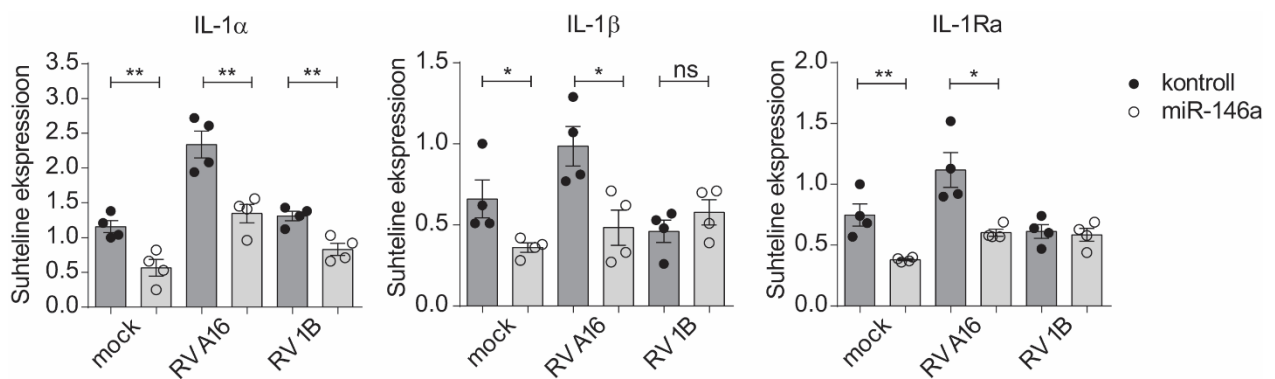 IL-1α
Suhteline ekspressioon
3.5
3.0
2.5
2.0
1.5
1.0
0.5
0.0
** ** **
mock RV A16 RV 1B
IL-1β
Suhteline ekspressioon
1.5
1.0
0.5
0.0
* * ns
mock RV A16 RV 1B
IL-1Ra
Suhteline ekspressioon
2.0
1.5
1.0
0.5
0.0
** *
mock RV A16 RV 1B
kontroll
miR-146a